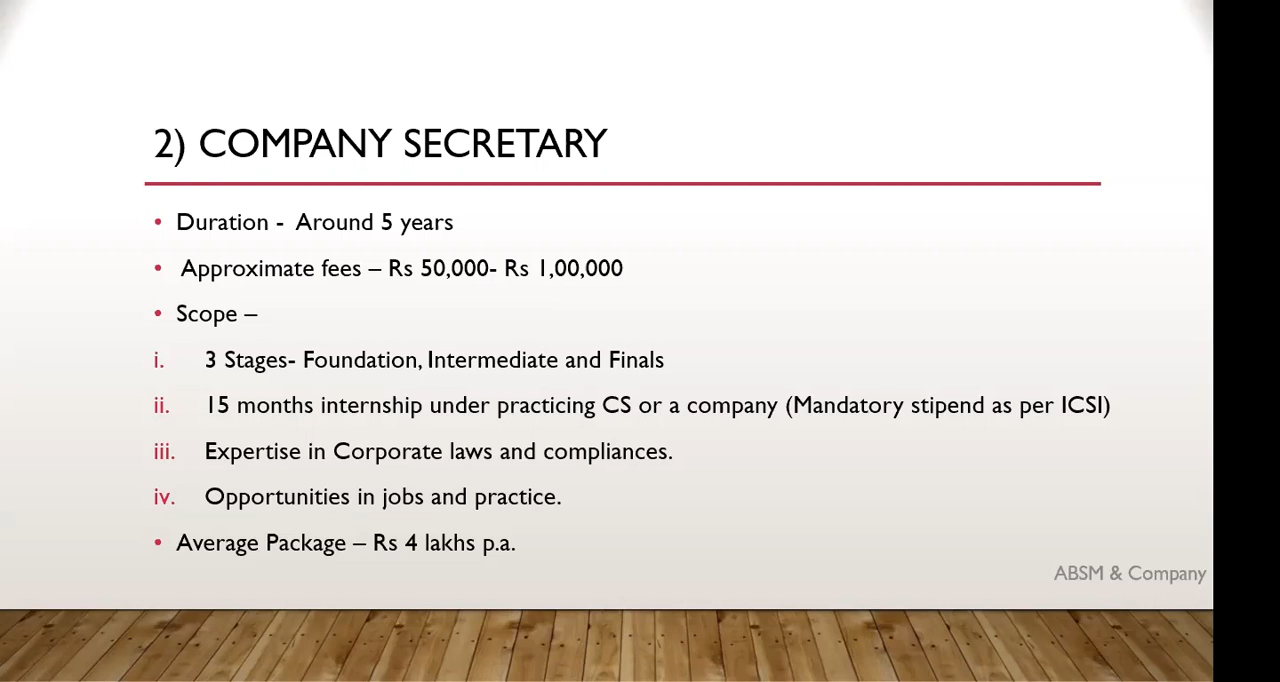 2) COMPANY SECRETARY
• Duration - Around 5 years
• Approximate fees – Rs 50,000- Rs 1,00,000
• Scope –
i. 3 Stages- Foundation, Intermediate and Finals
ii. 15 months internship under practicing CS or a company (Mandatory stipend as per ICSI)
iii. Expertise in Corporate laws and compliances.
iv. Opportunities in jobs and practice.
• Average Package – Rs 4 lakhs p.a.
ABSM & Company